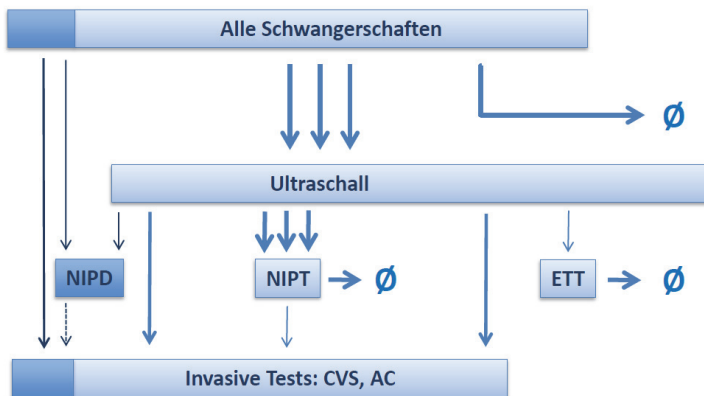 Alle Schwangerschaften
Ø
Ultraschall
NIPD
NIPT
Ø
ETT
Ø
Invasive Tests: CVS, AC